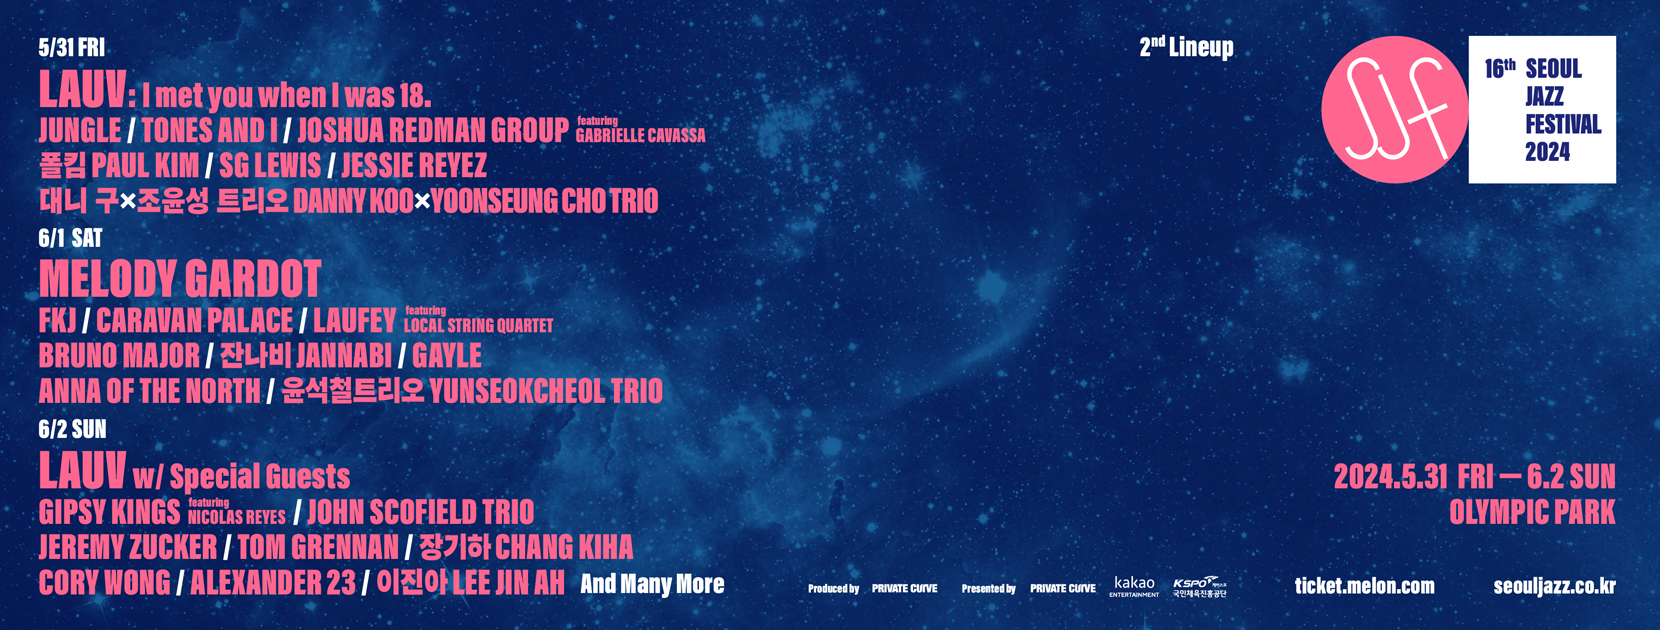 5/31 FRI
LAUV: I met you when I was 18.
JUNGLE / TONES AND I / JOSHUA REDMAN GROUP featuring GABRIELLE CAVASSA
폴킴 PAUL KIM / SG LEWIS / JESSIE REYEZ
대니 구×조윤성 트리오 DANNY KOO×YOONSEUNG CHO TRIO
6/1 SAT
MELODY GARDOT
FKJ / CARAVAN PALACE / LAUFEY featuring LOCAL STRING QUARTET
BRUNO MAJOR / 잔나비 JANNABI / GAYLE
ANNA OF THE NORTH / 윤석철트리오 YUNSEOKCHEOL TRIO
6/2 SUN
LAUV w/ Special Guests
GIPSY KINGS featuring NICOLAS REYES / JOHN SCOFIELD TRIO
JEREMY ZUCKER / TOM GRENNAN / 장기하 CHANG KIHA
CORY WONG / ALEXANDER 23 / 이진아 LEE JIN AH And Many More
2nd Lineup
sjf
16th SEOUL
JAZZ
FESTIVAL
2024
2024.5.31 FRI — 6.2 SUN
OLYMPIC PARK
Produced by PRIVATE CURVE Presented by PRIVATE CURVE
kakao
ENTERTAINMENT
KSPO 케이스포
국민체육진흥공단
ticket.melon.com
seouljazz.co.kr